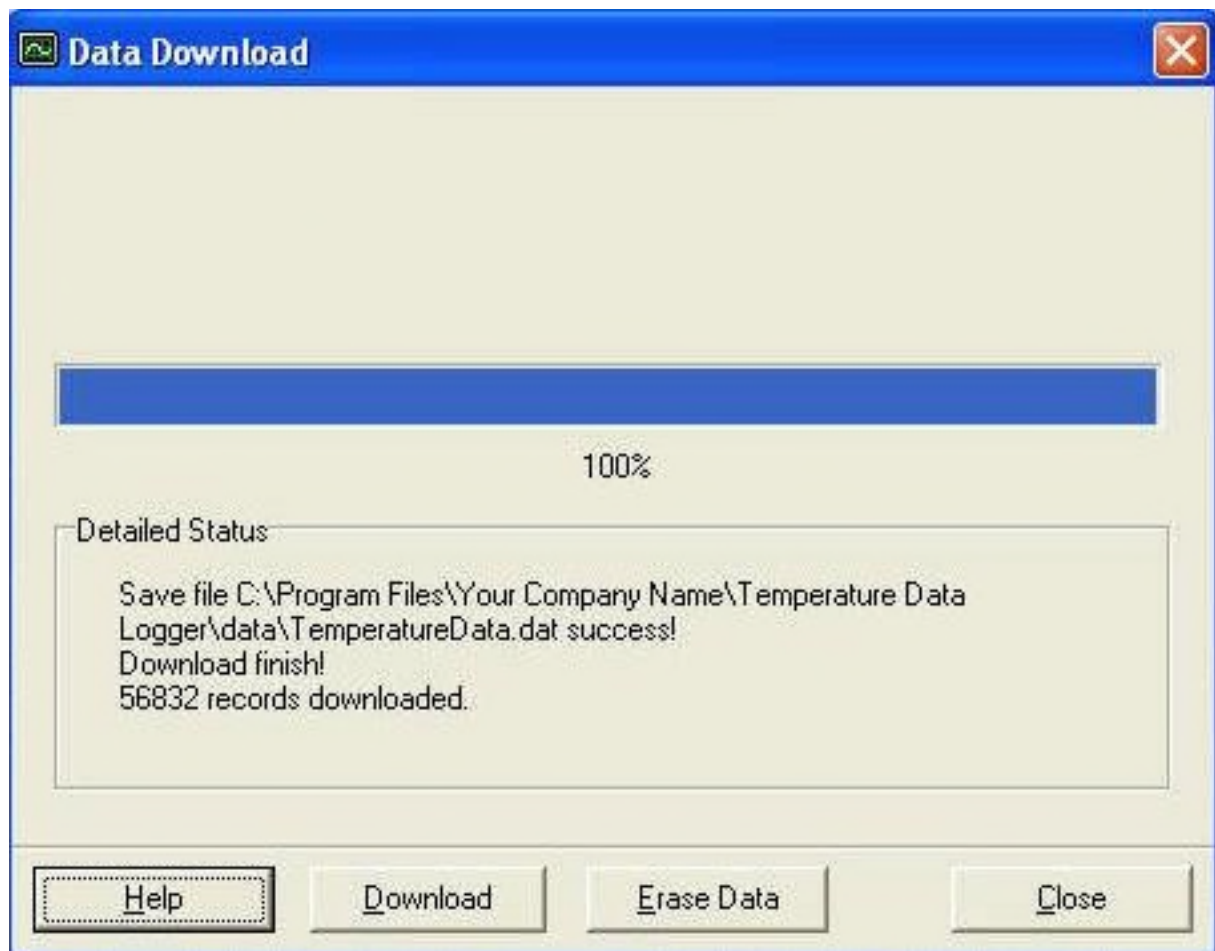 Data Download
100%
Detailed Status
Save file C:\Program Files\Your Company Name\Temperature Data
Logger\data\TemperatureData.dat success!
Download finish!
56832 records downloaded.
Help Download Erase Data Close